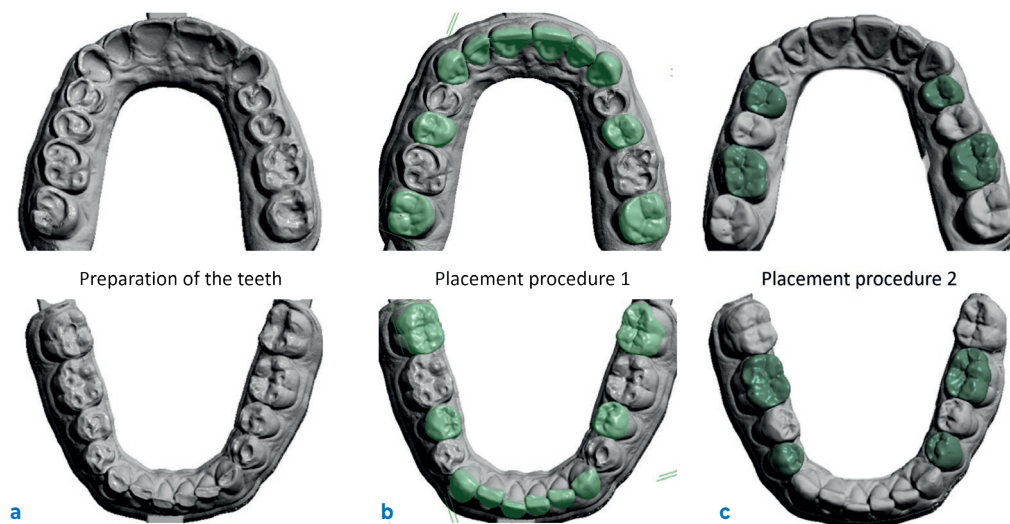 Preparation of the teeth
Placement procedure 1
Placement procedure 2
a
b
c